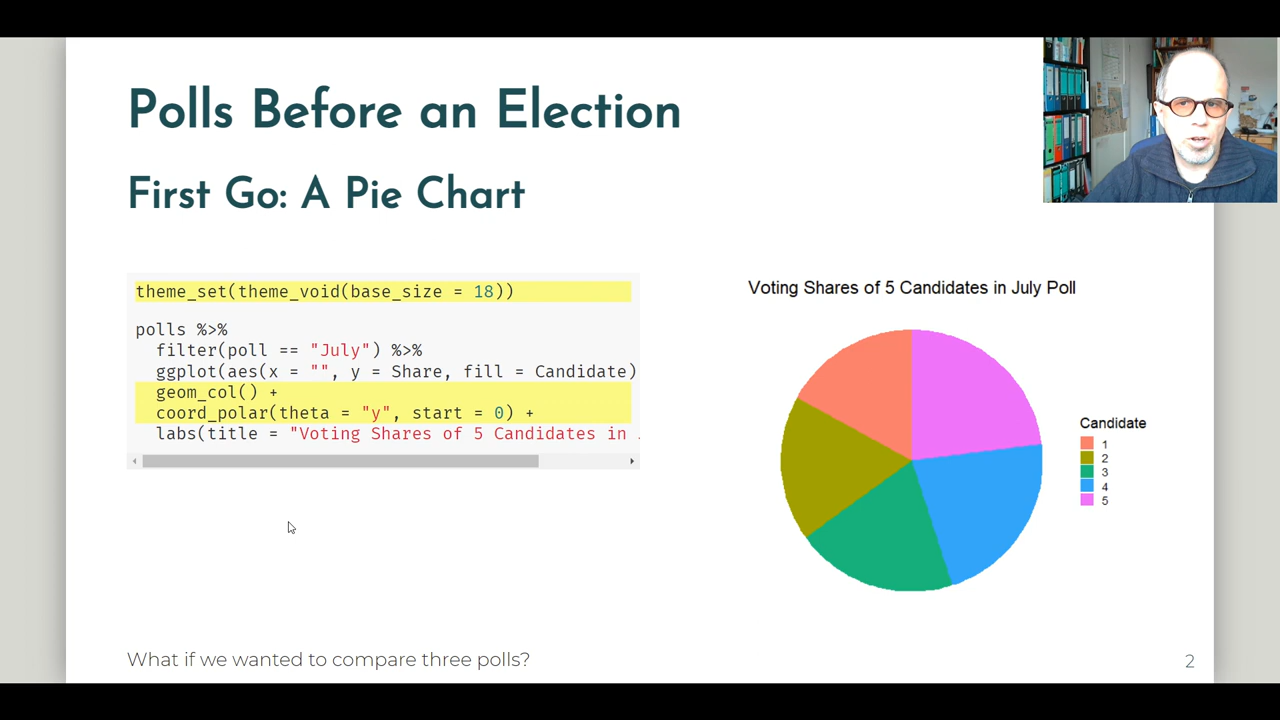 Polls Before an Election
First Go: A Pie Chart
theme_set(theme_void(base_size = 18))
polls %>%
filter(poll == "July") %>%
ggplot(aes(x = "", y = Share, fill = Candidate)
geom_col() +
coord_polar(theta = "y", start = 0) +
labs(title = "Voting Shares of 5 Candidates in
Voting Shares of 5 Candidates in July Poll
Candidate
1
2
3
4
5
What if we wanted to compare three polls?
2